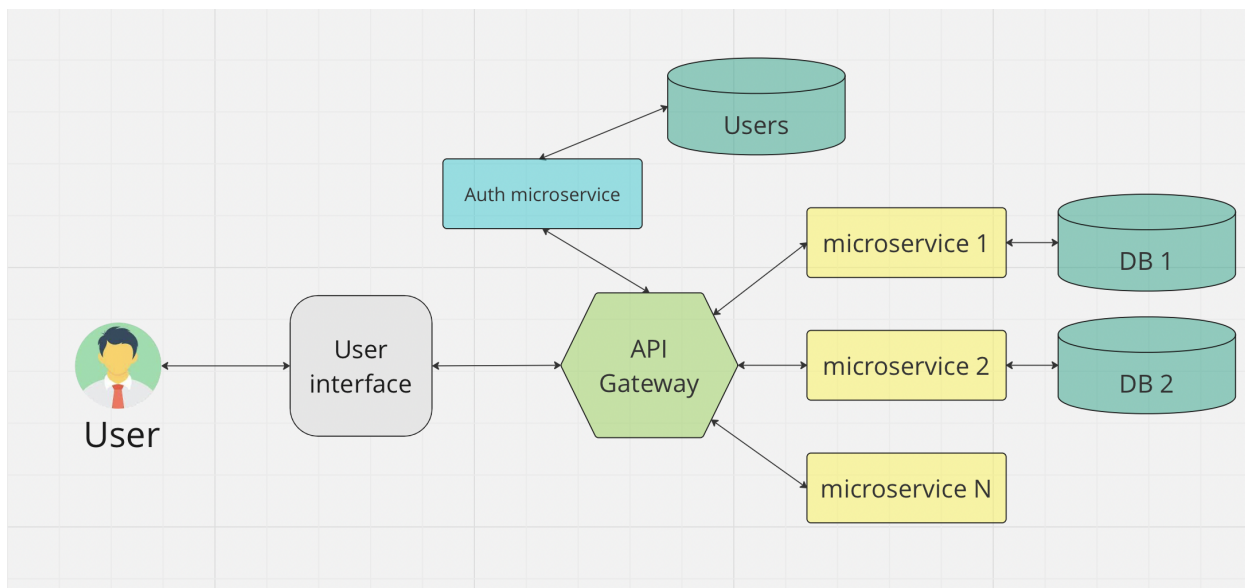 Users
Auth microservice
microservice 1
DB 1
User
interface
API
Gateway
microservice 2
DB 2
User
microservice N